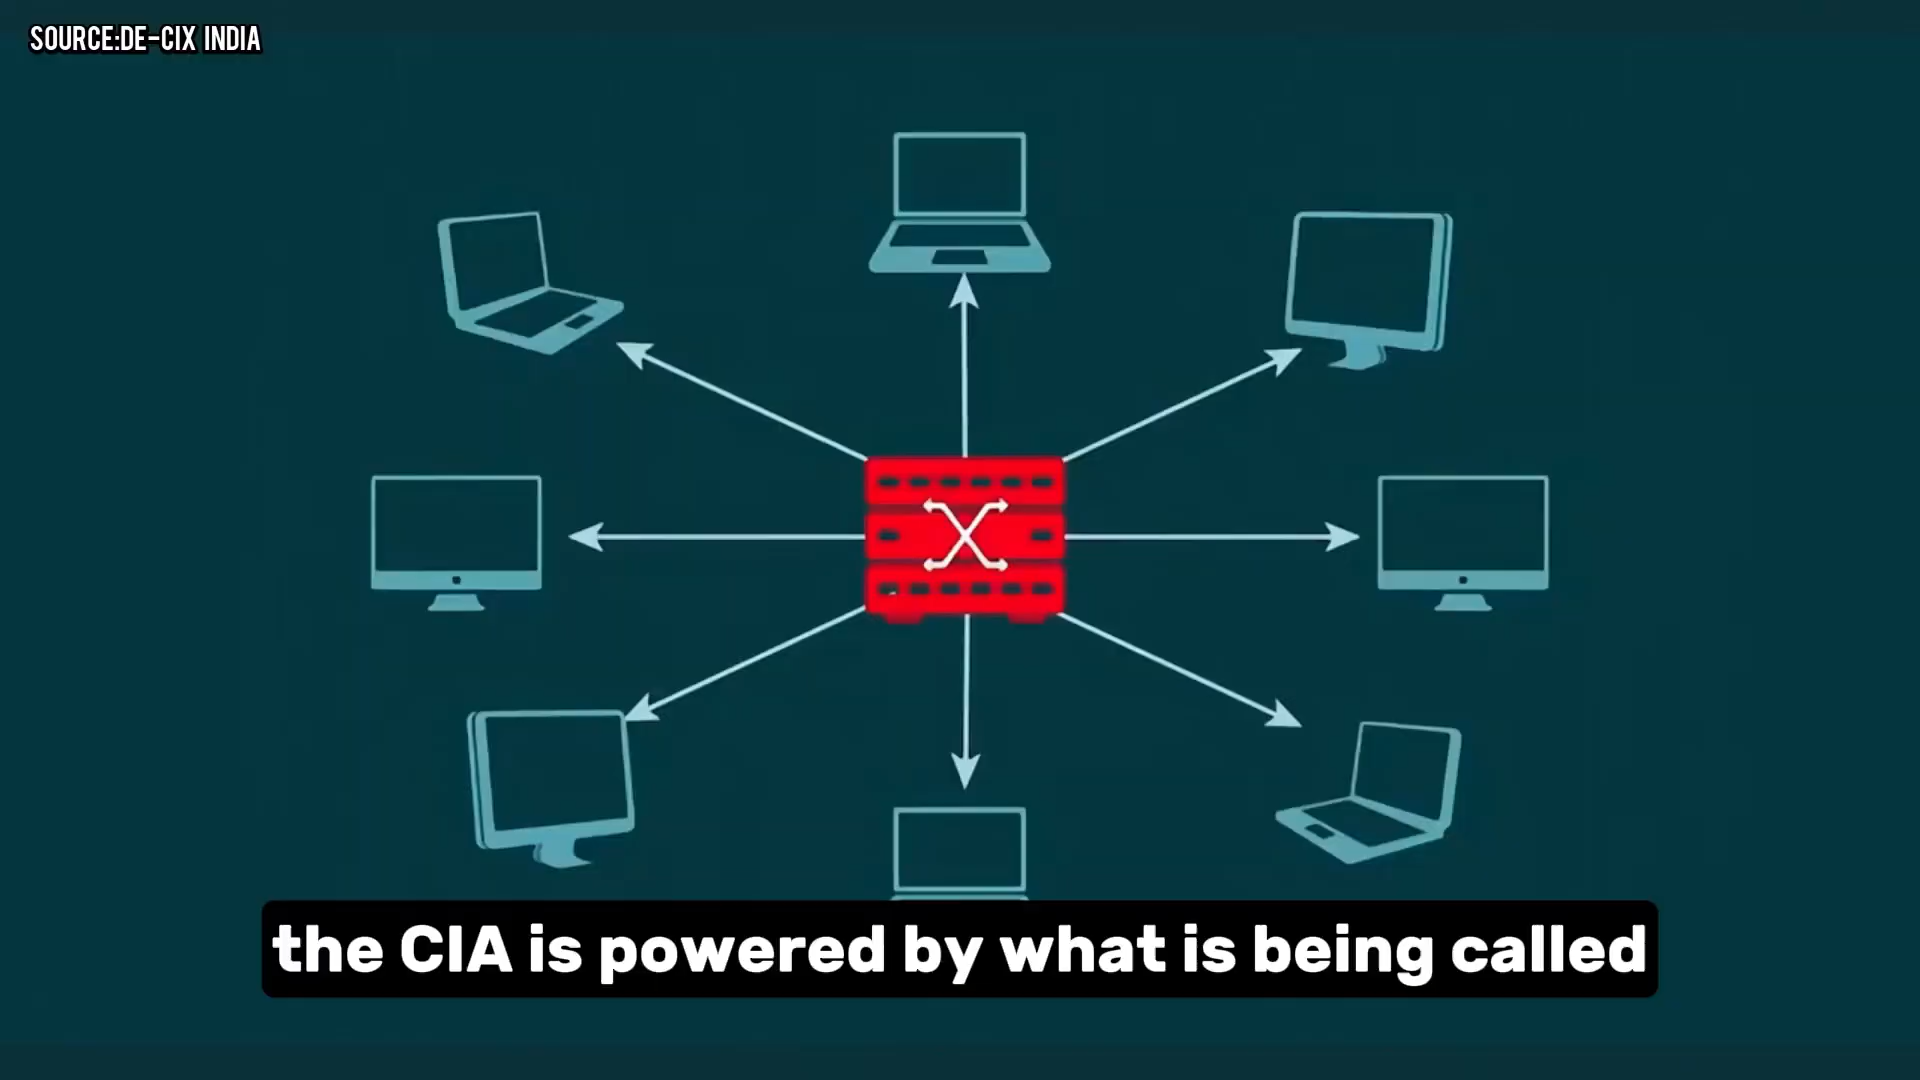 SOURCE:DE-CIX INDIA
the CIA is powered by what is being called